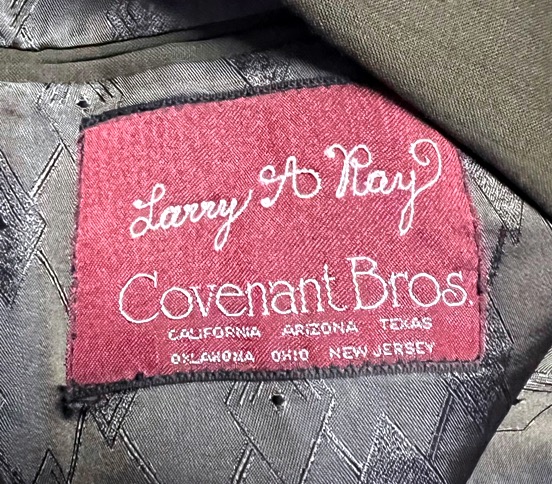 Larry A Ray
Covenant Bros.
CALIFORNIA ARIZONA TEXAS
OKLAHOMA OHIO NEW JERSEY